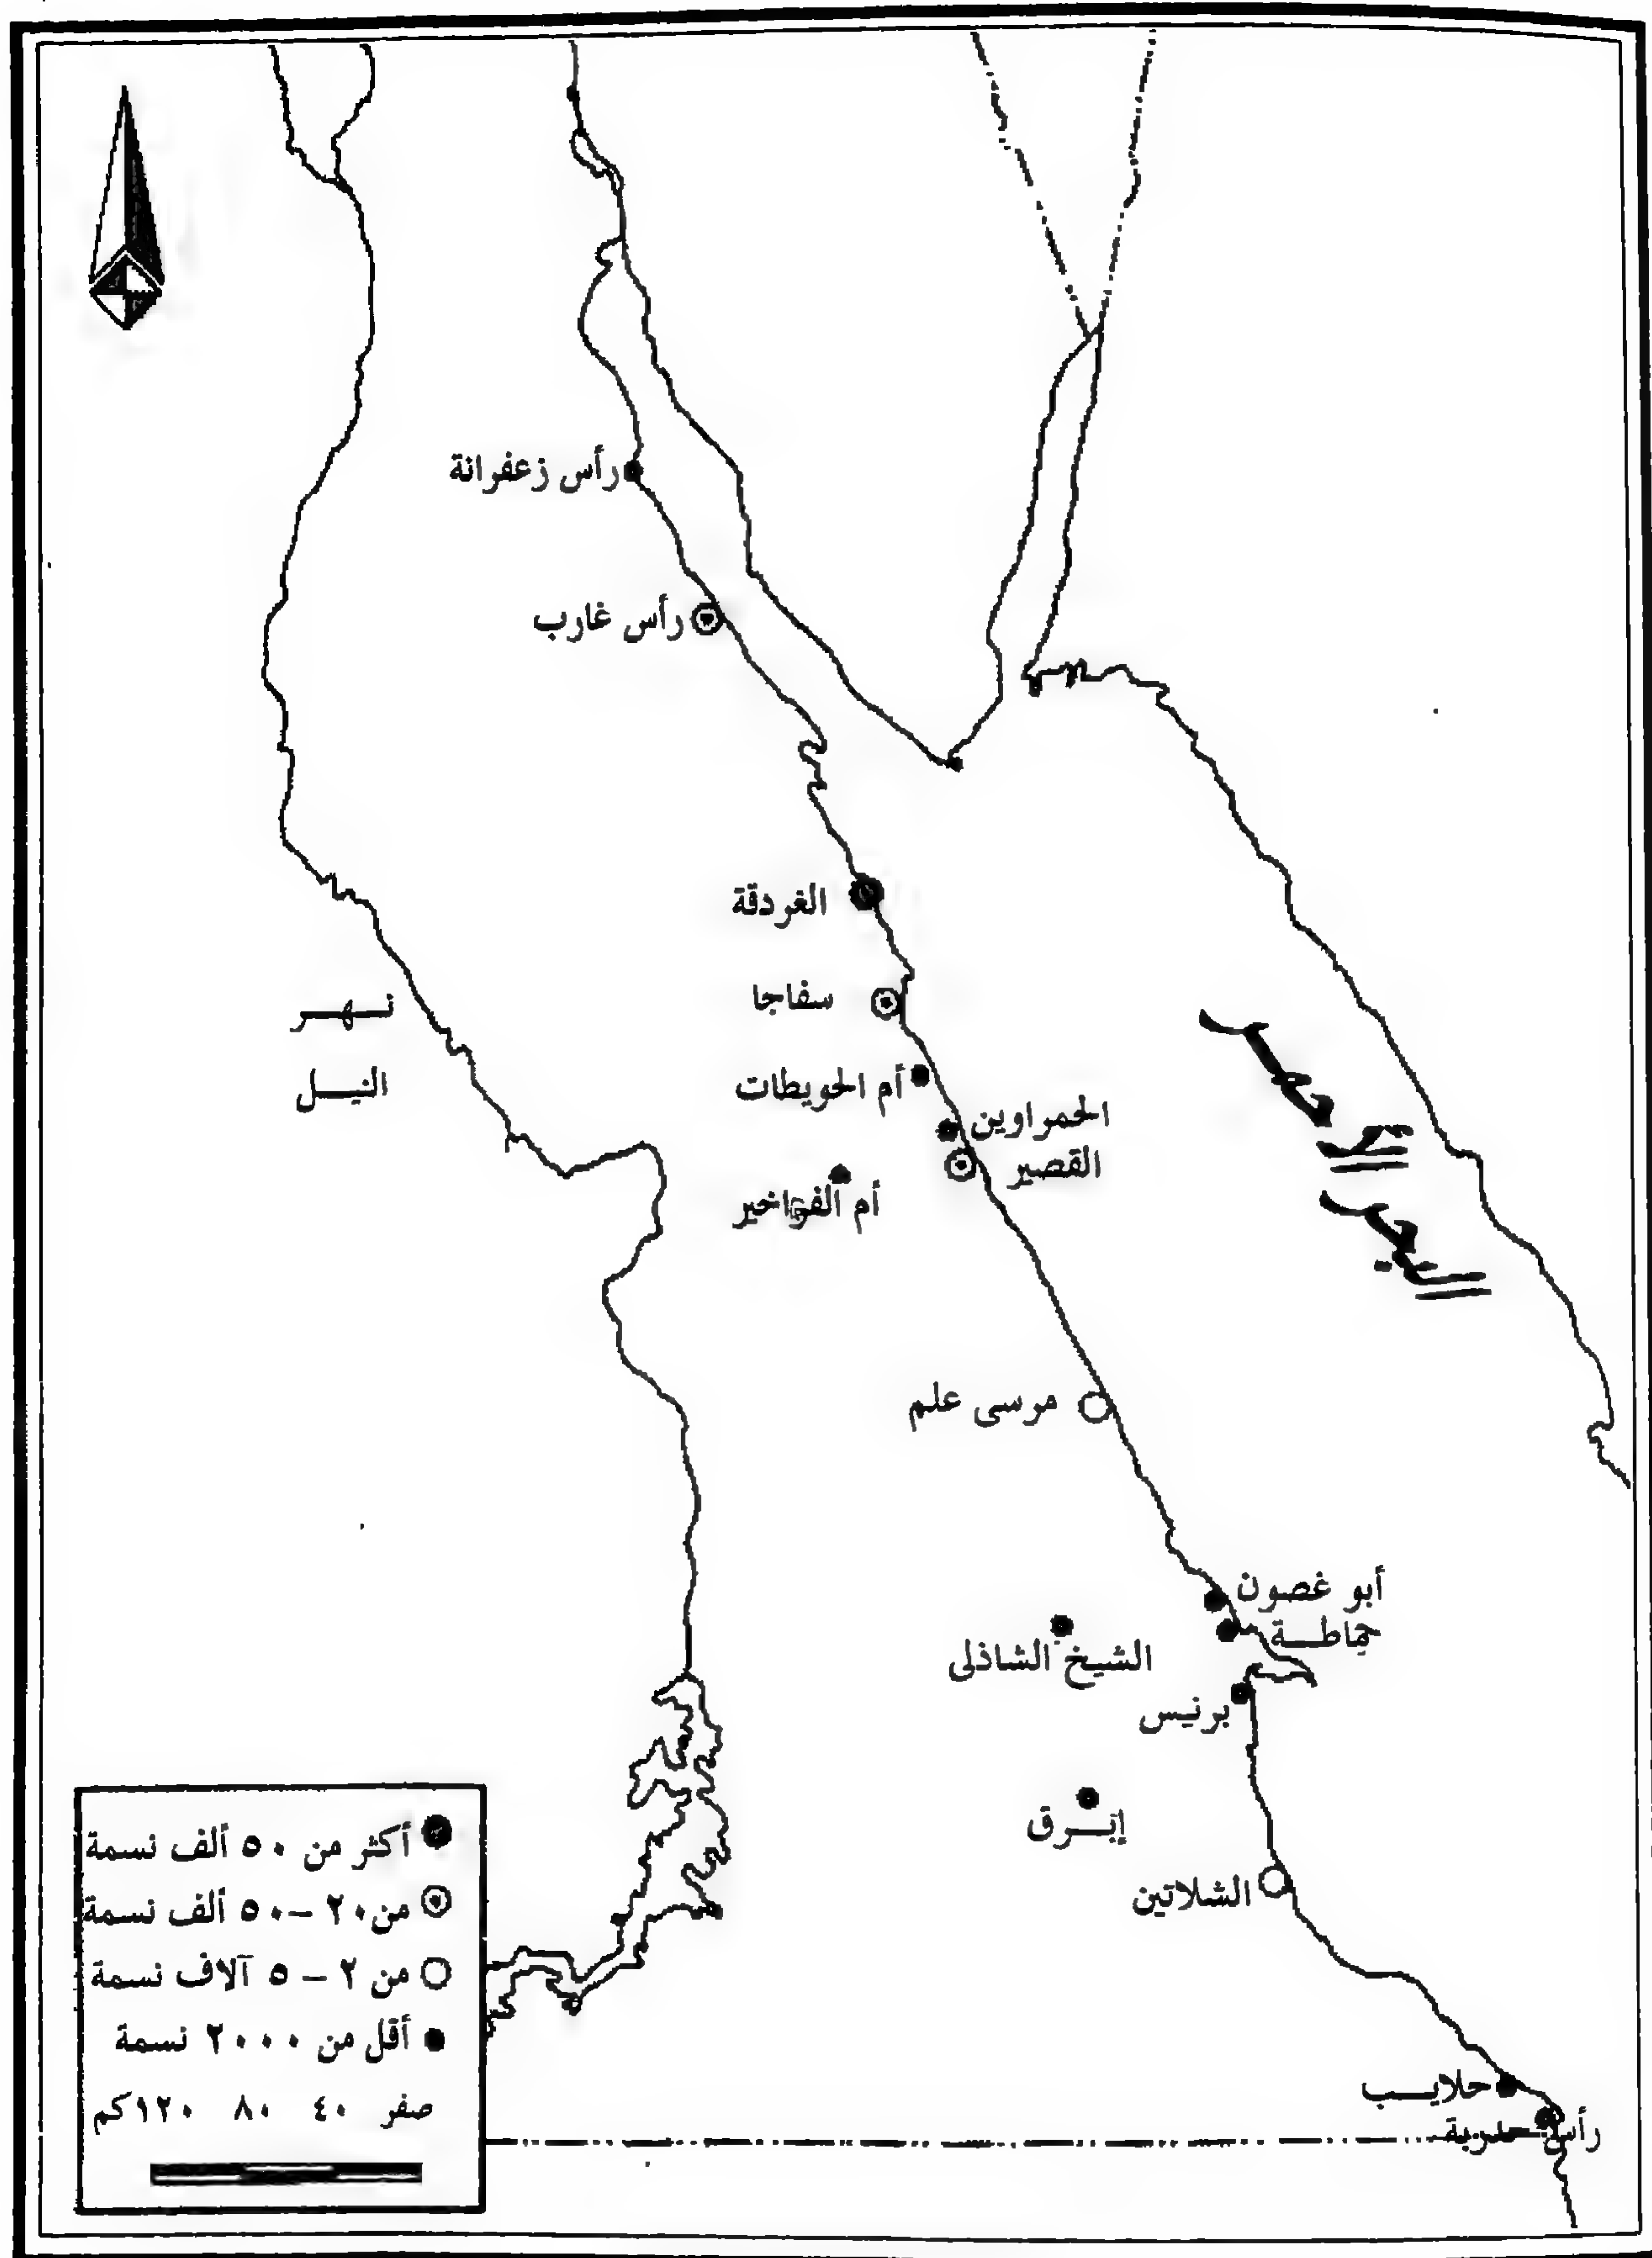 رأس زعفرانة
رأس غارب
الغردقة
سفاجا
نهر
النيل
أم الحويطات
الحمراوين
القصير
أم الفواخير
البحر
الأحمر
مرسى علم
أبو غصون
حماطة
الشيخ الشاذلى
برنيس
إبرق
الشلاتين
حلايب
رأس حدربة
أكثر من ٥٠ ألف نسمة
من ٢٠ – ٥٠ ألف نسمة
من ٢ – ٥ آلاف نسمة
أقل من ٢٠٠٠ نسمة
صفر ٤٠ ٨٠ ١٢٠ كم